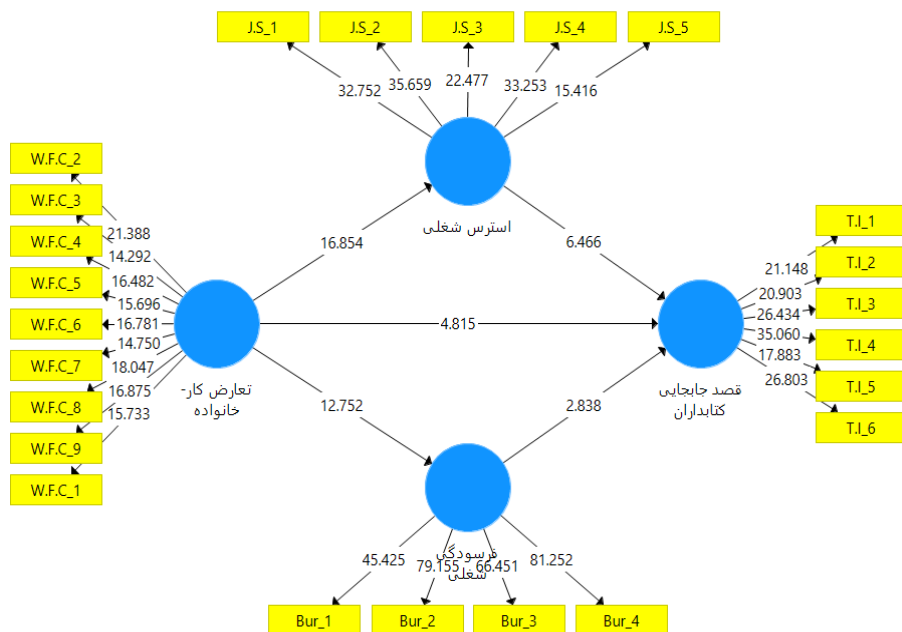 J.S_1
J.S_2
J.S_3
J.S_4
J.S_5
32.752
35.659
22.477
33.253
15.416
استرس شغلی
W.F.C_2
W.F.C_3
W.F.C_4
W.F.C_5
W.F.C_6
W.F.C_7
W.F.C_8
W.F.C_9
W.F.C_1
21.388
14.292
16.482
15.696
16.781
14.750
18.047
16.875
15.733
تعارض کار-
خانواده
16.854
6.466
4.815
12.752
2.838
T.I_1
T.I_2
T.I_3
T.I_4
T.I_5
T.I_6
21.148
20.903
26.434
35.060
17.883
26.803
قصد جابجایی
کتابداران
فرسودگی
شغلی
45.425
79.155
66.451
81.252
Bur_1
Bur_2
Bur_3
Bur_4